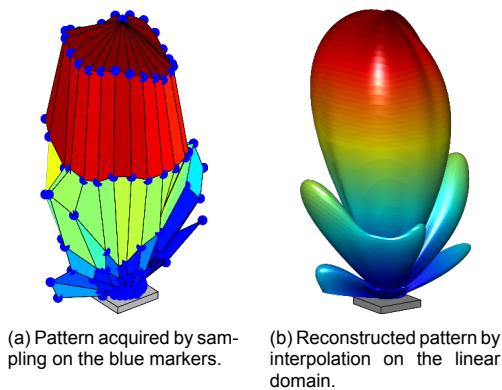 (a) Pattern acquired by sam-
pling on the blue markers.
(b) Reconstructed pattern by
interpolation on the linear
domain.